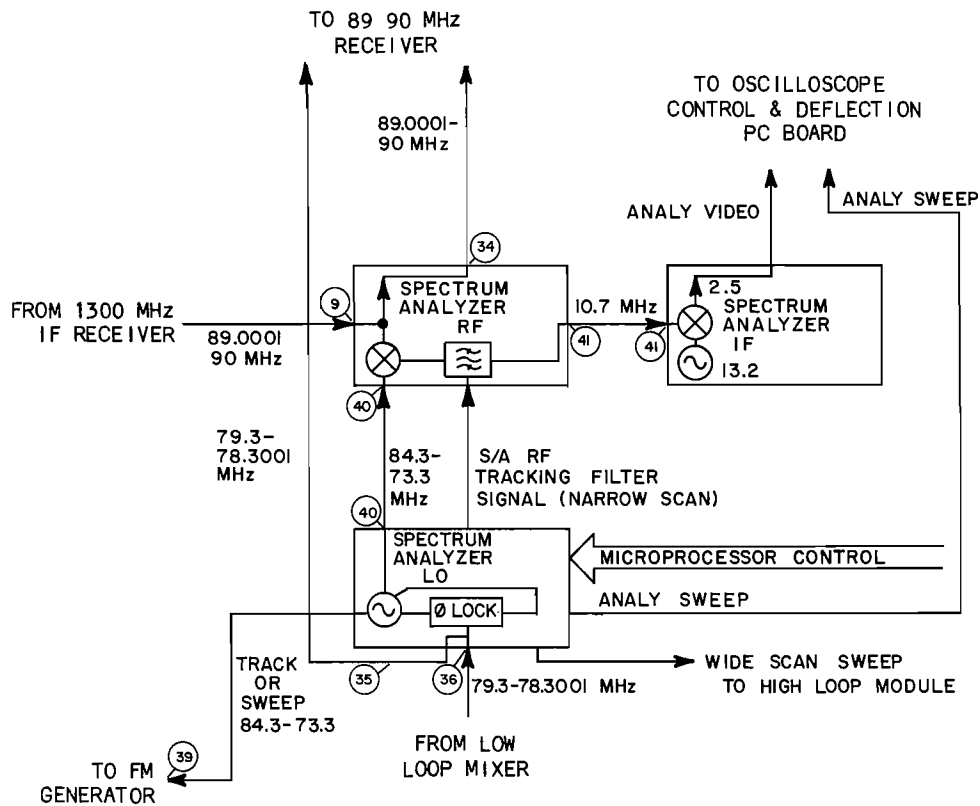 TO 89 90 MHz
RECEIVER
TO OSCILLOSCOPE
CONTROL & DEFLECTION
PC BOARD
89.0001-
90 MHz
ANALY VIDEO
ANALY SWEEP
34
9
SPECTRUM
ANALYZER
RF
FROM 1300 MHz
IF RECEIVER
89.0001
90 MHz
10.7 MHz
41
41
2.5
SPECTRUM
ANALYZER
IF
13.2
40
79.3-
78.3001
MHz
84.3-
73.3
MHz
S/A RF
TRACKING FILTER
SIGNAL (NARROW SCAN)
40
SPECTRUM
ANALYZER
LO
Ø LOCK
MICROPROCESSOR CONTROL
ANALY SWEEP
35
36
79.3-78.3001 MHz
WIDE SCAN SWEEP
TO HIGH LOOP MODULE
TRACK
OR
SWEEP
84.3-73.3
FROM LOW
LOOP MIXER
39
TO FM
GENERATOR